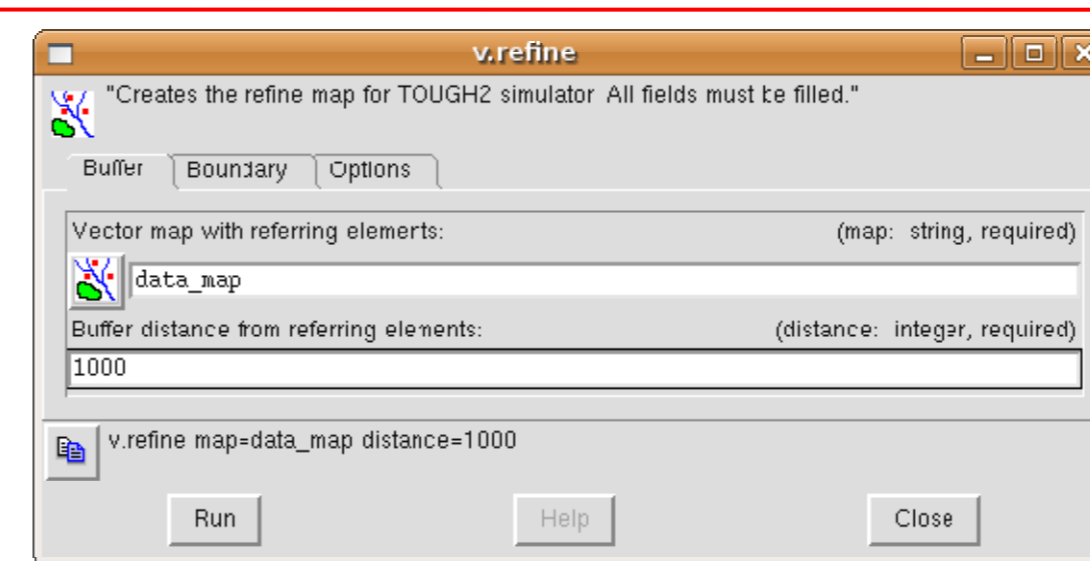 v.refine
"Creates the refine map for TOUGH2 simulator All fields must be filled."
Buffer Boundary Options
Vector map with referring elements: (map: string, required)
data_map
Buffer distance from referring elements: (distance: integer, required)
1000
v.refine map=data_map distance=1000
Run Help Close